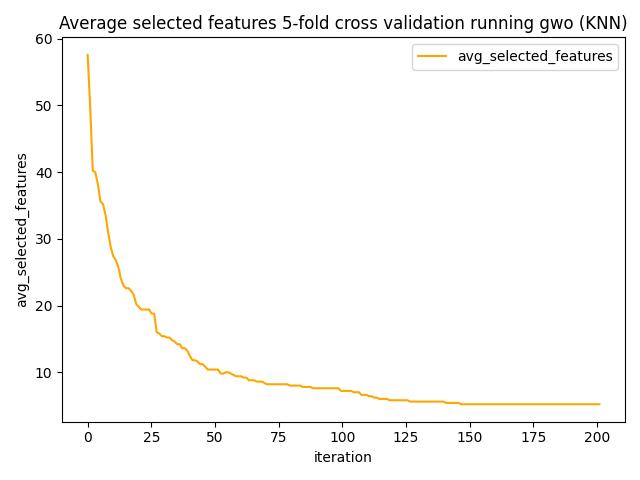 Average selected features 5-fold cross validation running gwo (KNN)
avg_selected_features
60
50
40
30
20
10
avg_selected_features
0 25 50 75 100 125 150 175 200
iteration